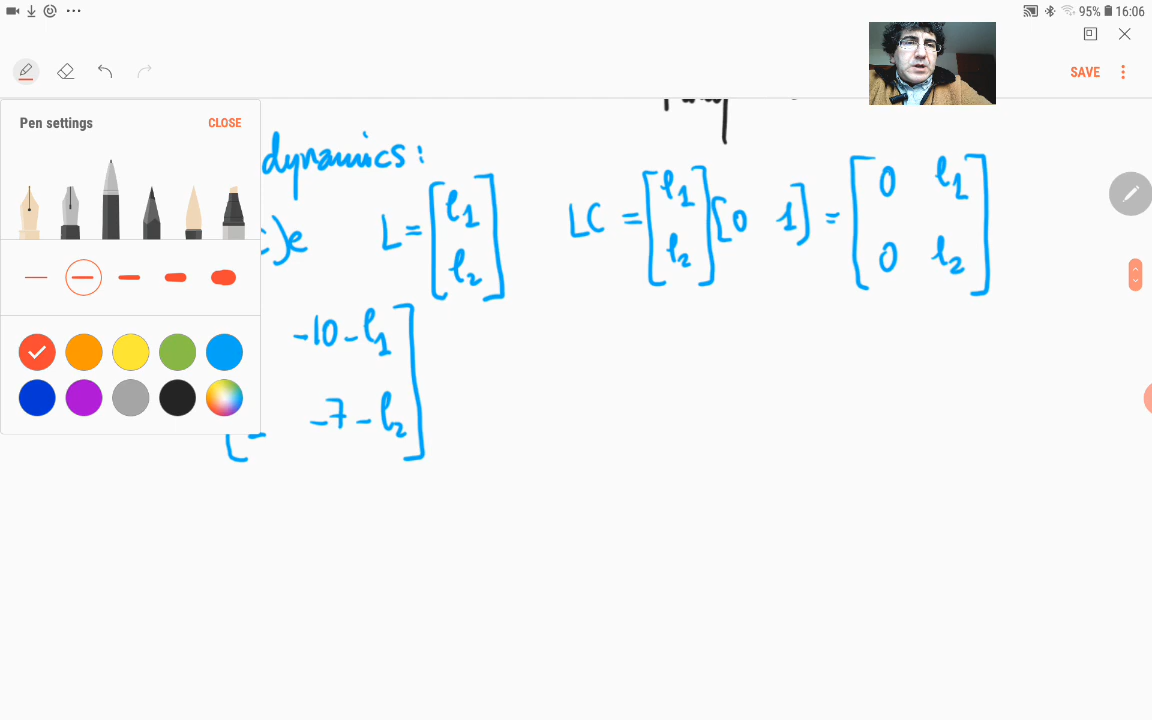 95% 16:06
SAVE
Pen settings CLOSE
dynamics:
)e L = [l1 l2] LC = [l1 l2] [0 1] = [0 l1
0 l2]
-10 - l1
-7 - l2